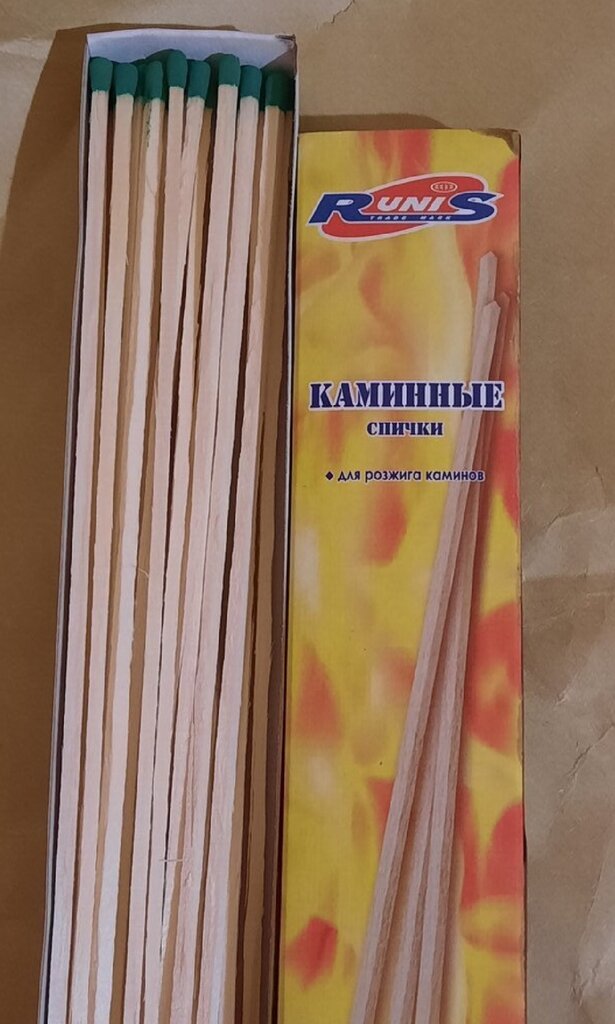 RUNIS
TRADE MARK
КАМИННЫЕ
СПИЧКИ
для розжига каминов